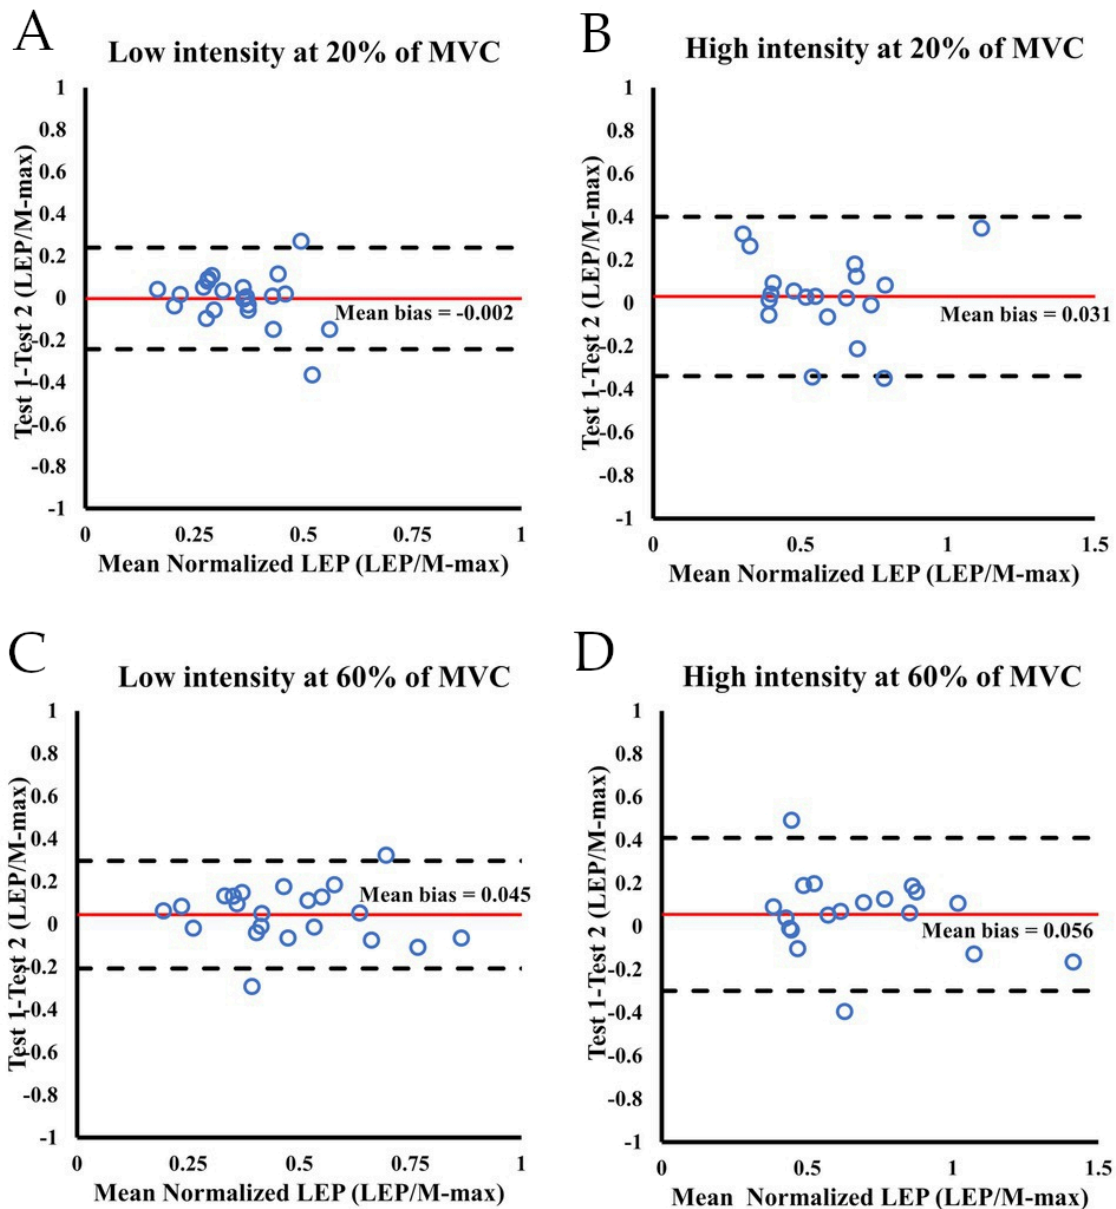 A
Low intensity at 20% of MVC
Test 1-Test 2 (LEP/M-max)
1
0.8
0.6
0.4
0.2
0
-0.2
-0.4
-0.6
-0.8
-1
Mean bias = -0.002
0 0.25 0.5 0.75 1
Mean Normalized LEP (LEP/M-max)
B
High intensity at 20% of MVC
Test 1-Test 2 (LEP/M-max)
1
0.8
0.6
0.4
0.2
0
-0.2
-0.4
-0.6
-0.8
-1
Mean bias = 0.031
0 0.5 1 1.5
Mean Normalized LEP (LEP/M-max)
C
Low intensity at 60% of MVC
Test 1-Test 2 (LEP/M-max)
1
0.8
0.6
0.4
0.2
0
-0.2
-0.4
-0.6
-0.8
-1
Mean bias = 0.045
0 0.25 0.5 0.75 1
Mean Normalized LEP (LEP/M-max)
D
High intensity at 60% of MVC
Test 1-Test 2 (LEP/M-max)
1
0.8
0.6
0.4
0.2
0
-0.2
-0.4
-0.6
-0.8
-1
Mean bias = 0.056
0 0.5 1 1.5
Mean Normalized LEP (LEP/M-max)